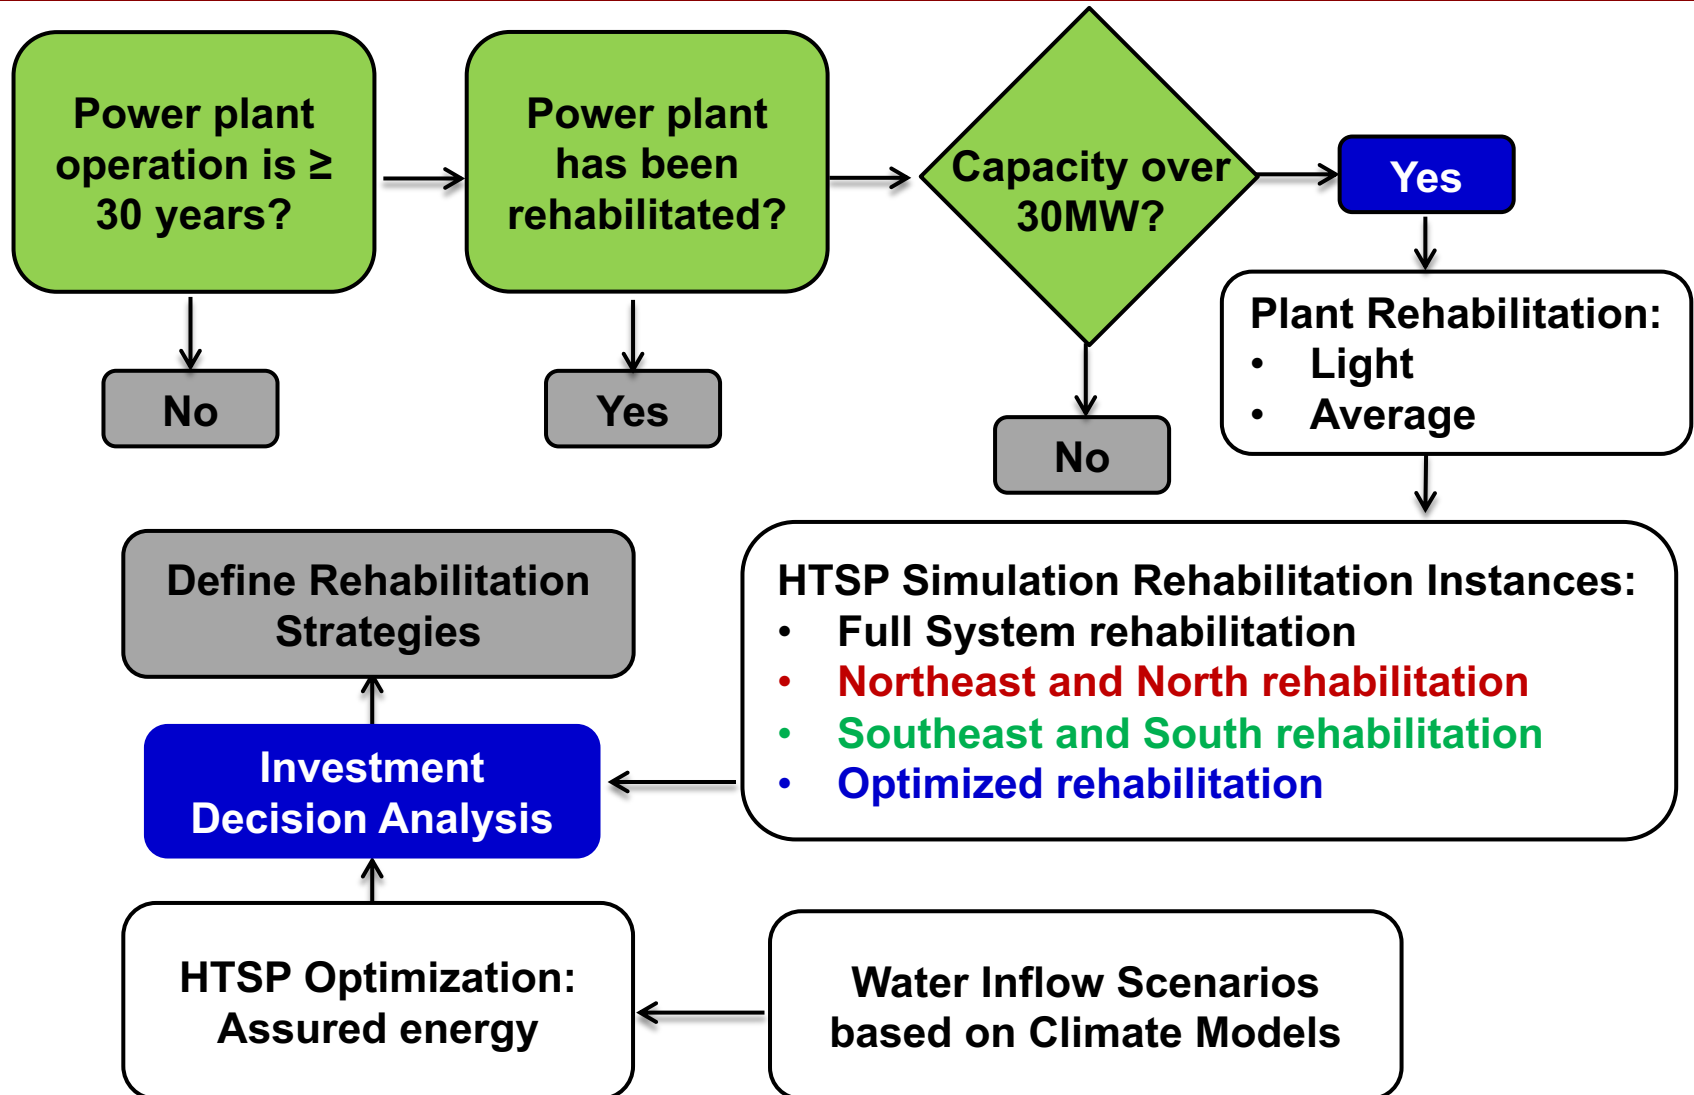 Power plant
operation is ≥
30 years?
Power plant
has been
rehabilitated?
Capacity over
30MW?
Yes
No
Yes
No
Plant Rehabilitation:
• Light
• Average
HTSP Simulation Rehabilitation Instances:
• Full System rehabilitation
• Northeast and North rehabilitation
• Southeast and South rehabilitation
• Optimized rehabilitation
Define Rehabilitation
Strategies
Investment
Decision Analysis
HTSP Optimization:
Assured energy
Water Inflow Scenarios
based on Climate Models